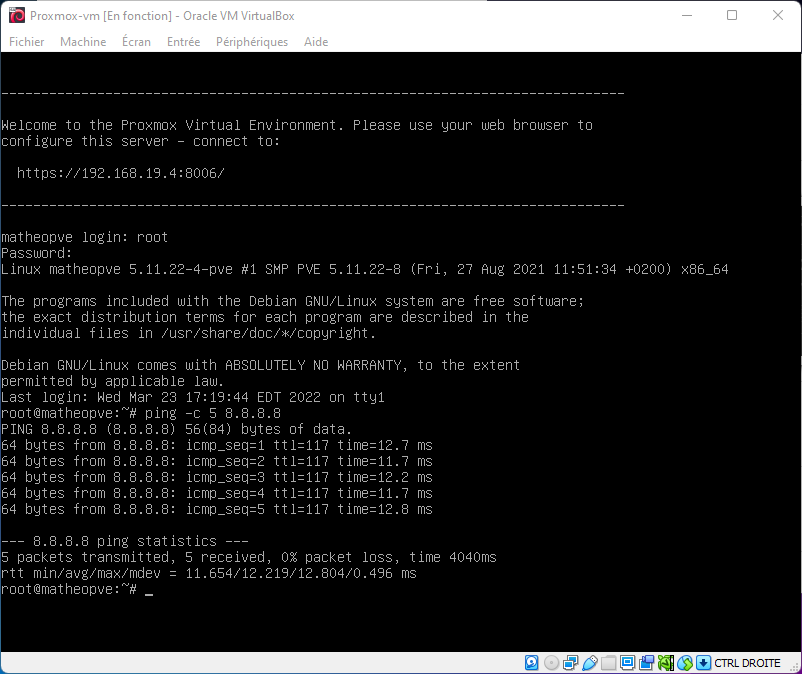 Proxmox-vm [En fonction] - Oracle VM VirtualBox
Fichier Machine Écran Entrée Périphériques Aide
------------------------------------------------------------------------------
Welcome to the Proxmox Virtual Environment. Please use your web browser to
configure this server - connect to:
https://192.168.19.4:8006/
------------------------------------------------------------------------------
matheopve login: root
Password:
Linux matheopve 5.11.22-4-pve #1 SMP PVE 5.11.22-8 (Fri, 27 Aug 2021 11:51:34 +0200) x86_64
The programs included with the Debian GNU/Linux system are free software;
the exact distribution terms for each program are described in the
individual files in /usr/share/doc/*/copyright.
Debian GNU/Linux comes with ABSOLUTELY NO WARRANTY, to the extent
permitted by applicable law.
Last login: Wed Mar 23 17:19:44 EDT 2022 on tty1
root@matheopve:~# ping -c 5 8.8.8.8
PING 8.8.8.8 (8.8.8.8) 56(84) bytes of data.
64 bytes from 8.8.8.8: icmp_seq=1 ttl=117 time=12.7 ms
64 bytes from 8.8.8.8: icmp_seq=2 ttl=117 time=11.7 ms
64 bytes from 8.8.8.8: icmp_seq=3 ttl=117 time=12.2 ms
64 bytes from 8.8.8.8: icmp_seq=4 ttl=117 time=11.7 ms
64 bytes from 8.8.8.8: icmp_seq=5 ttl=117 time=12.8 ms
--- 8.8.8.8 ping statistics ---
5 packets transmitted, 5 received, 0% packet loss, time 4040ms
rtt min/avg/max/mdev = 11.654/12.219/12.804/0.496 ms
root@matheopve:~# _
CTRL DROITE